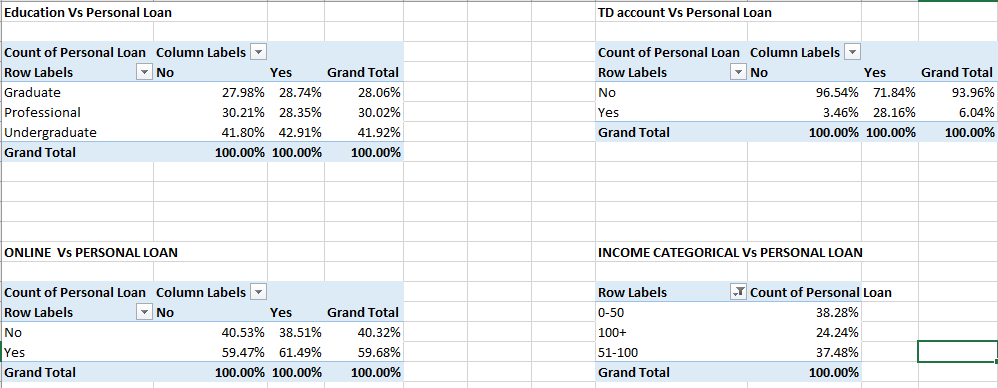 Education Vs Personal Loan
Count of Personal Loan Column Labels
Row Labels No Yes Grand Total
Graduate 27.98% 28.74% 28.06%
Professional 30.21% 28.35% 30.02%
Undergraduate 41.80% 42.91% 41.92%
Grand Total 100.00% 100.00% 100.00%
TD account Vs Personal Loan
Count of Personal Loan Column Labels
Row Labels No Yes Grand Total
No 96.54% 71.84% 93.96%
Yes 3.46% 28.16% 6.04%
Grand Total 100.00% 100.00% 100.00%
ONLINE Vs PERSONAL LOAN
Count of Personal Loan Column Labels
Row Labels No Yes Grand Total
No 40.53% 38.51% 40.32%
Yes 59.47% 61.49% 59.68%
Grand Total 100.00% 100.00% 100.00%
INCOME CATEGORICAL Vs PERSONAL LOAN
Row Labels Count of Personal Loan
0-50 38.28%
100+ 24.24%
51-100 37.48%
Grand Total 100.00%